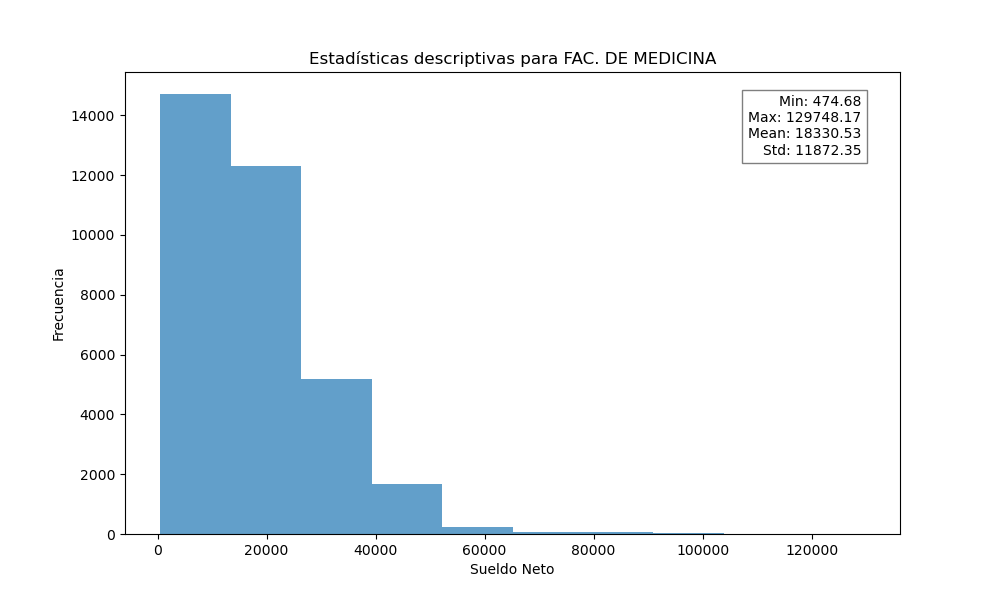 Estadísticas descriptivas para FAC. DE MEDICINA
Min: 474.68
Max: 129748.17
Mean: 18330.53
Std: 11872.35
14000
12000
10000
8000
6000
4000
2000
0
Frecuencia
0 20000 40000 60000 80000 100000 120000
Sueldo Neto